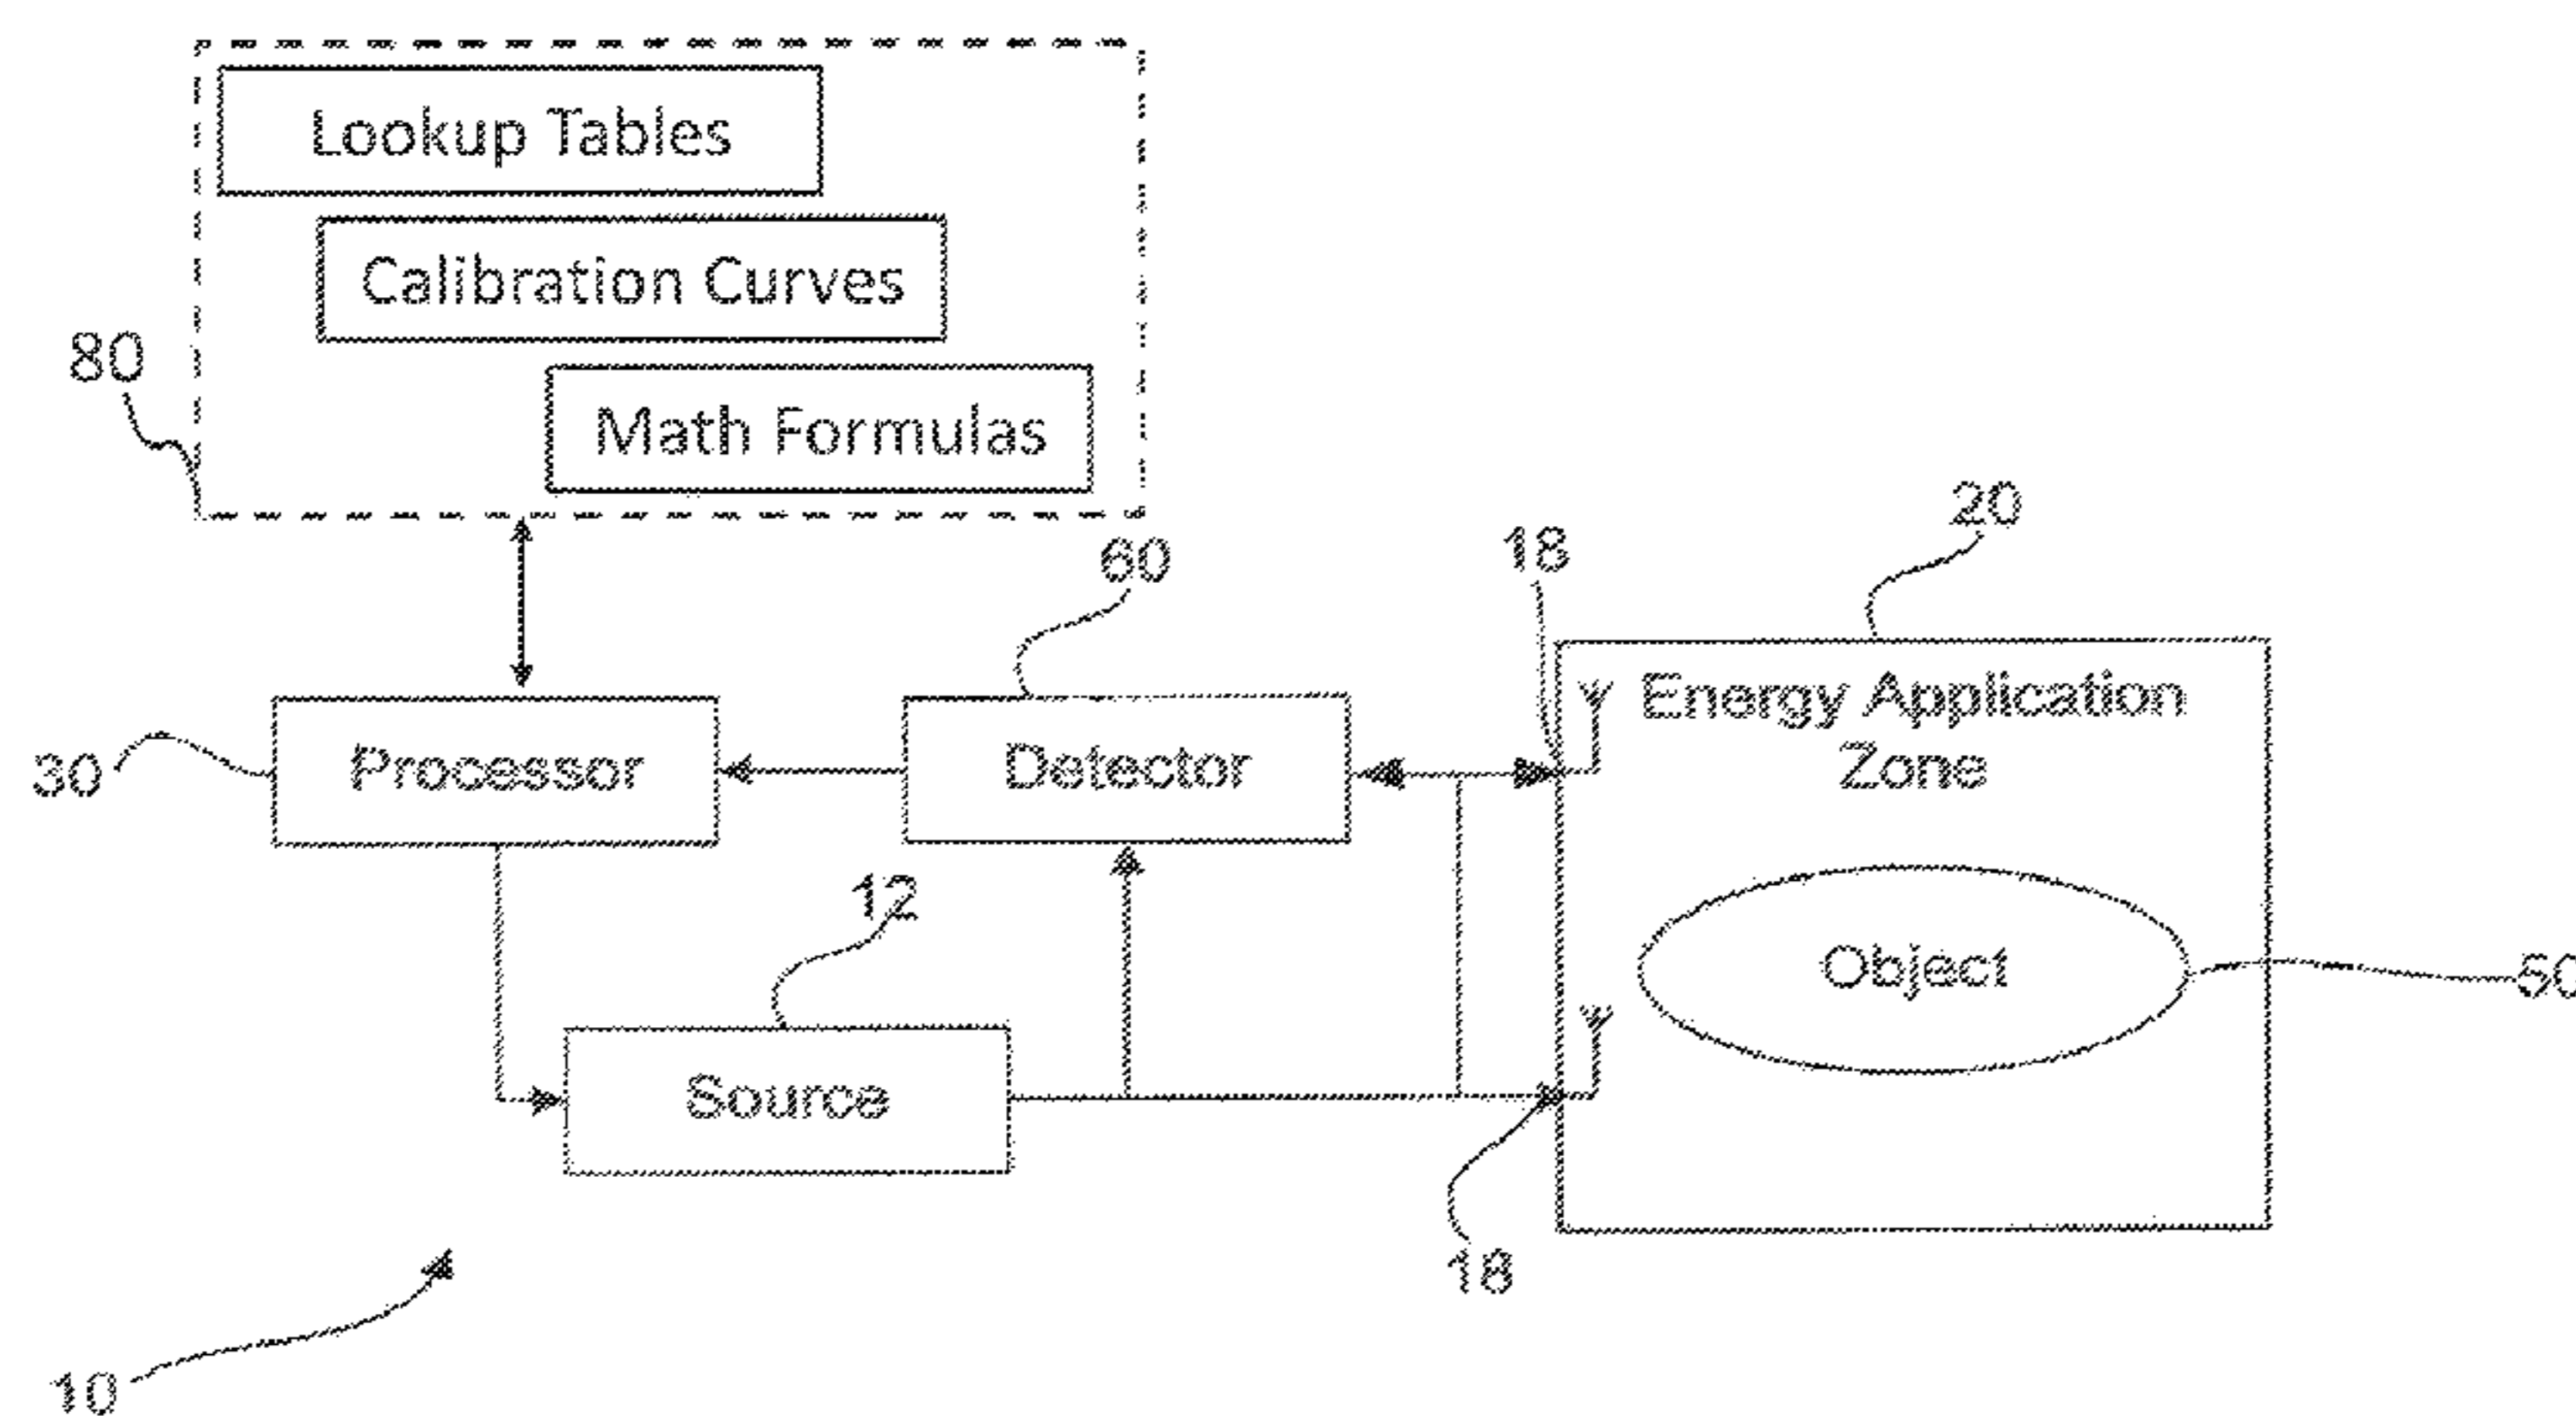 Lookup Tables
Calibration Curves
80
Math Formulas
60
18
20
Energy Application
Zone
30
Processor
Detector
12
Object
50
Source
18
10